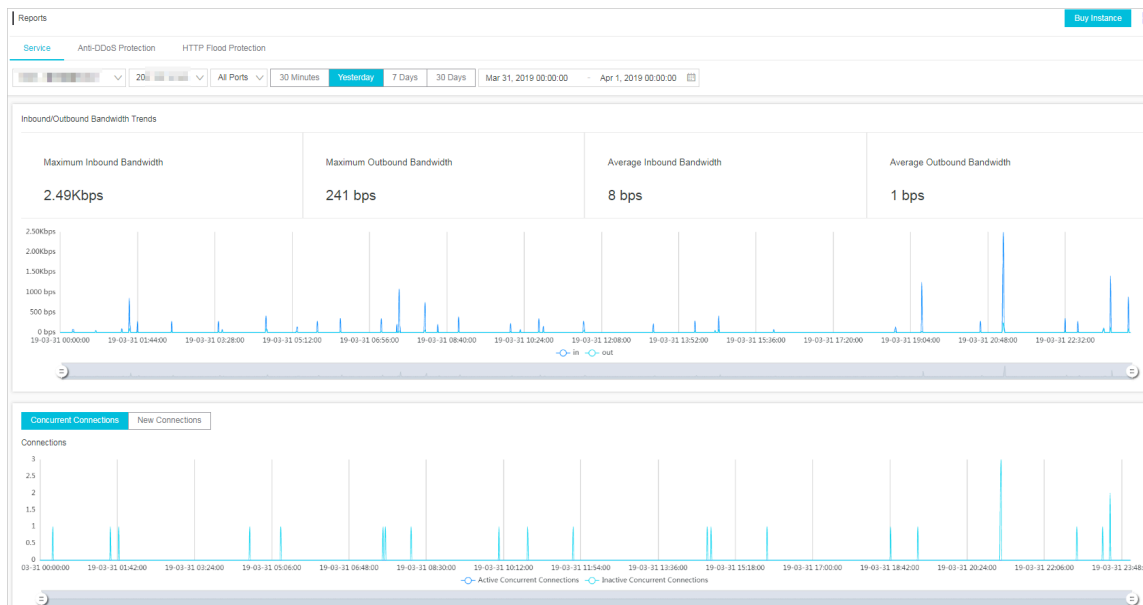 Reports
Buy Instance
Service Anti-DDoS Protection HTTP Flood Protection
20 All Ports 30 Minutes Yesterday 7 Days 30 Days Mar 31, 2019 00:00:00 - Apr 1, 2019 00:00:00
Inbound/Outbound Bandwidth Trends
Maximum Inbound Bandwidth Maximum Outbound Bandwidth Average Inbound Bandwidth Average Outbound Bandwidth
2.49Kbps 241 bps 8 bps 1 bps
2.50Kbps
2.00Kbps
1.50Kbps
1000 bps
500 bps
0 bps
19-03-31 00:00:00 19-03-31 01:44:00 19-03-31 03:28:00 19-03-31 05:12:00 19-03-31 06:56:00 19-03-31 08:40:00 19-03-31 10:24:00 19-03-31 12:08:00 19-03-31 13:52:00 19-03-31 15:36:00 19-03-31 17:20:00 19-03-31 19:04:00 19-03-31 20:48:00 19-03-31 22:32:00
in out
Concurrent Connections New Connections
Connections
3
2.5
2
1.5
1
0.5
0
03-31 00:00:00 19-03-31 01:42:00 19-03-31 03:24:00 19-03-31 05:06:00 19-03-31 06:48:00 19-03-31 08:30:00 19-03-31 10:12:00 19-03-31 11:54:00 19-03-31 13:36:00 19-03-31 15:18:00 19-03-31 17:00:00 19-03-31 18:42:00 19-03-31 20:24:00 19-03-31 22:06:00 19-03-31 23:48:
Active Concurrent Connections Inactive Concurrent Connections